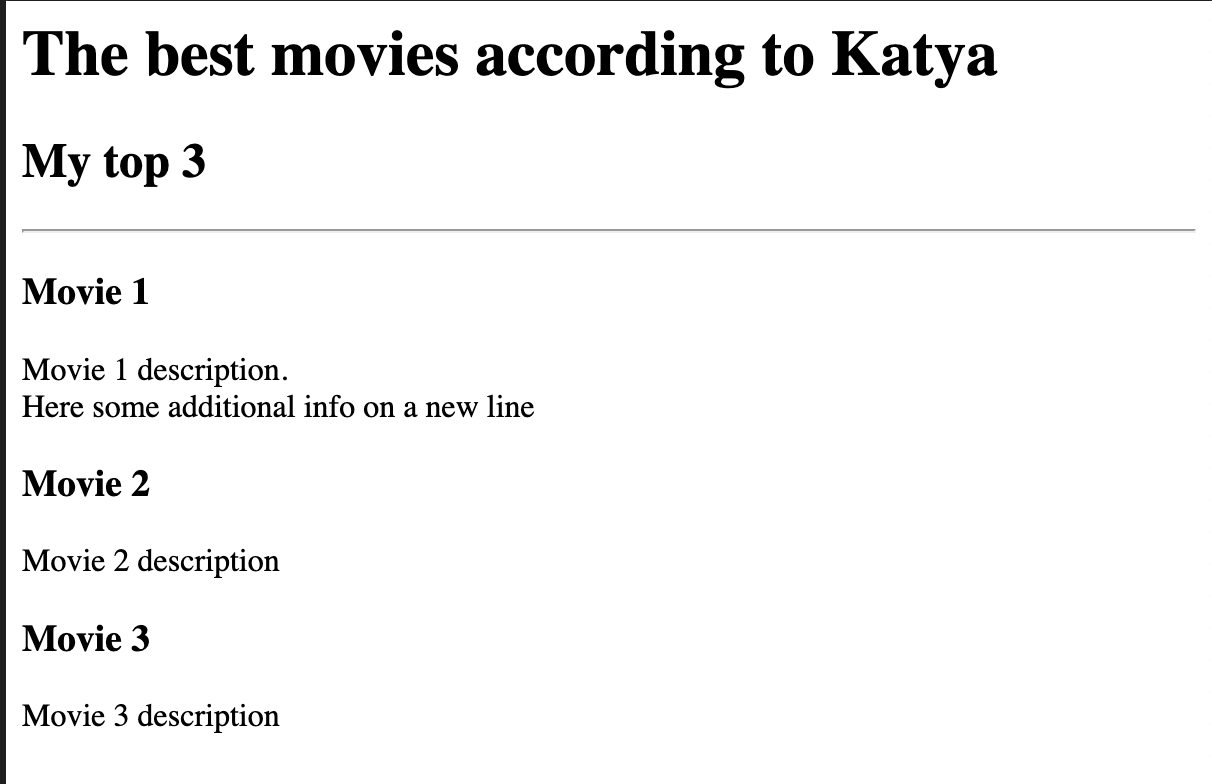 The best movies according to Katya
My top 3
Movie 1
Movie 1 description.
Here some additional info on a new line
Movie 2
Movie 2 description
Movie 3
Movie 3 description